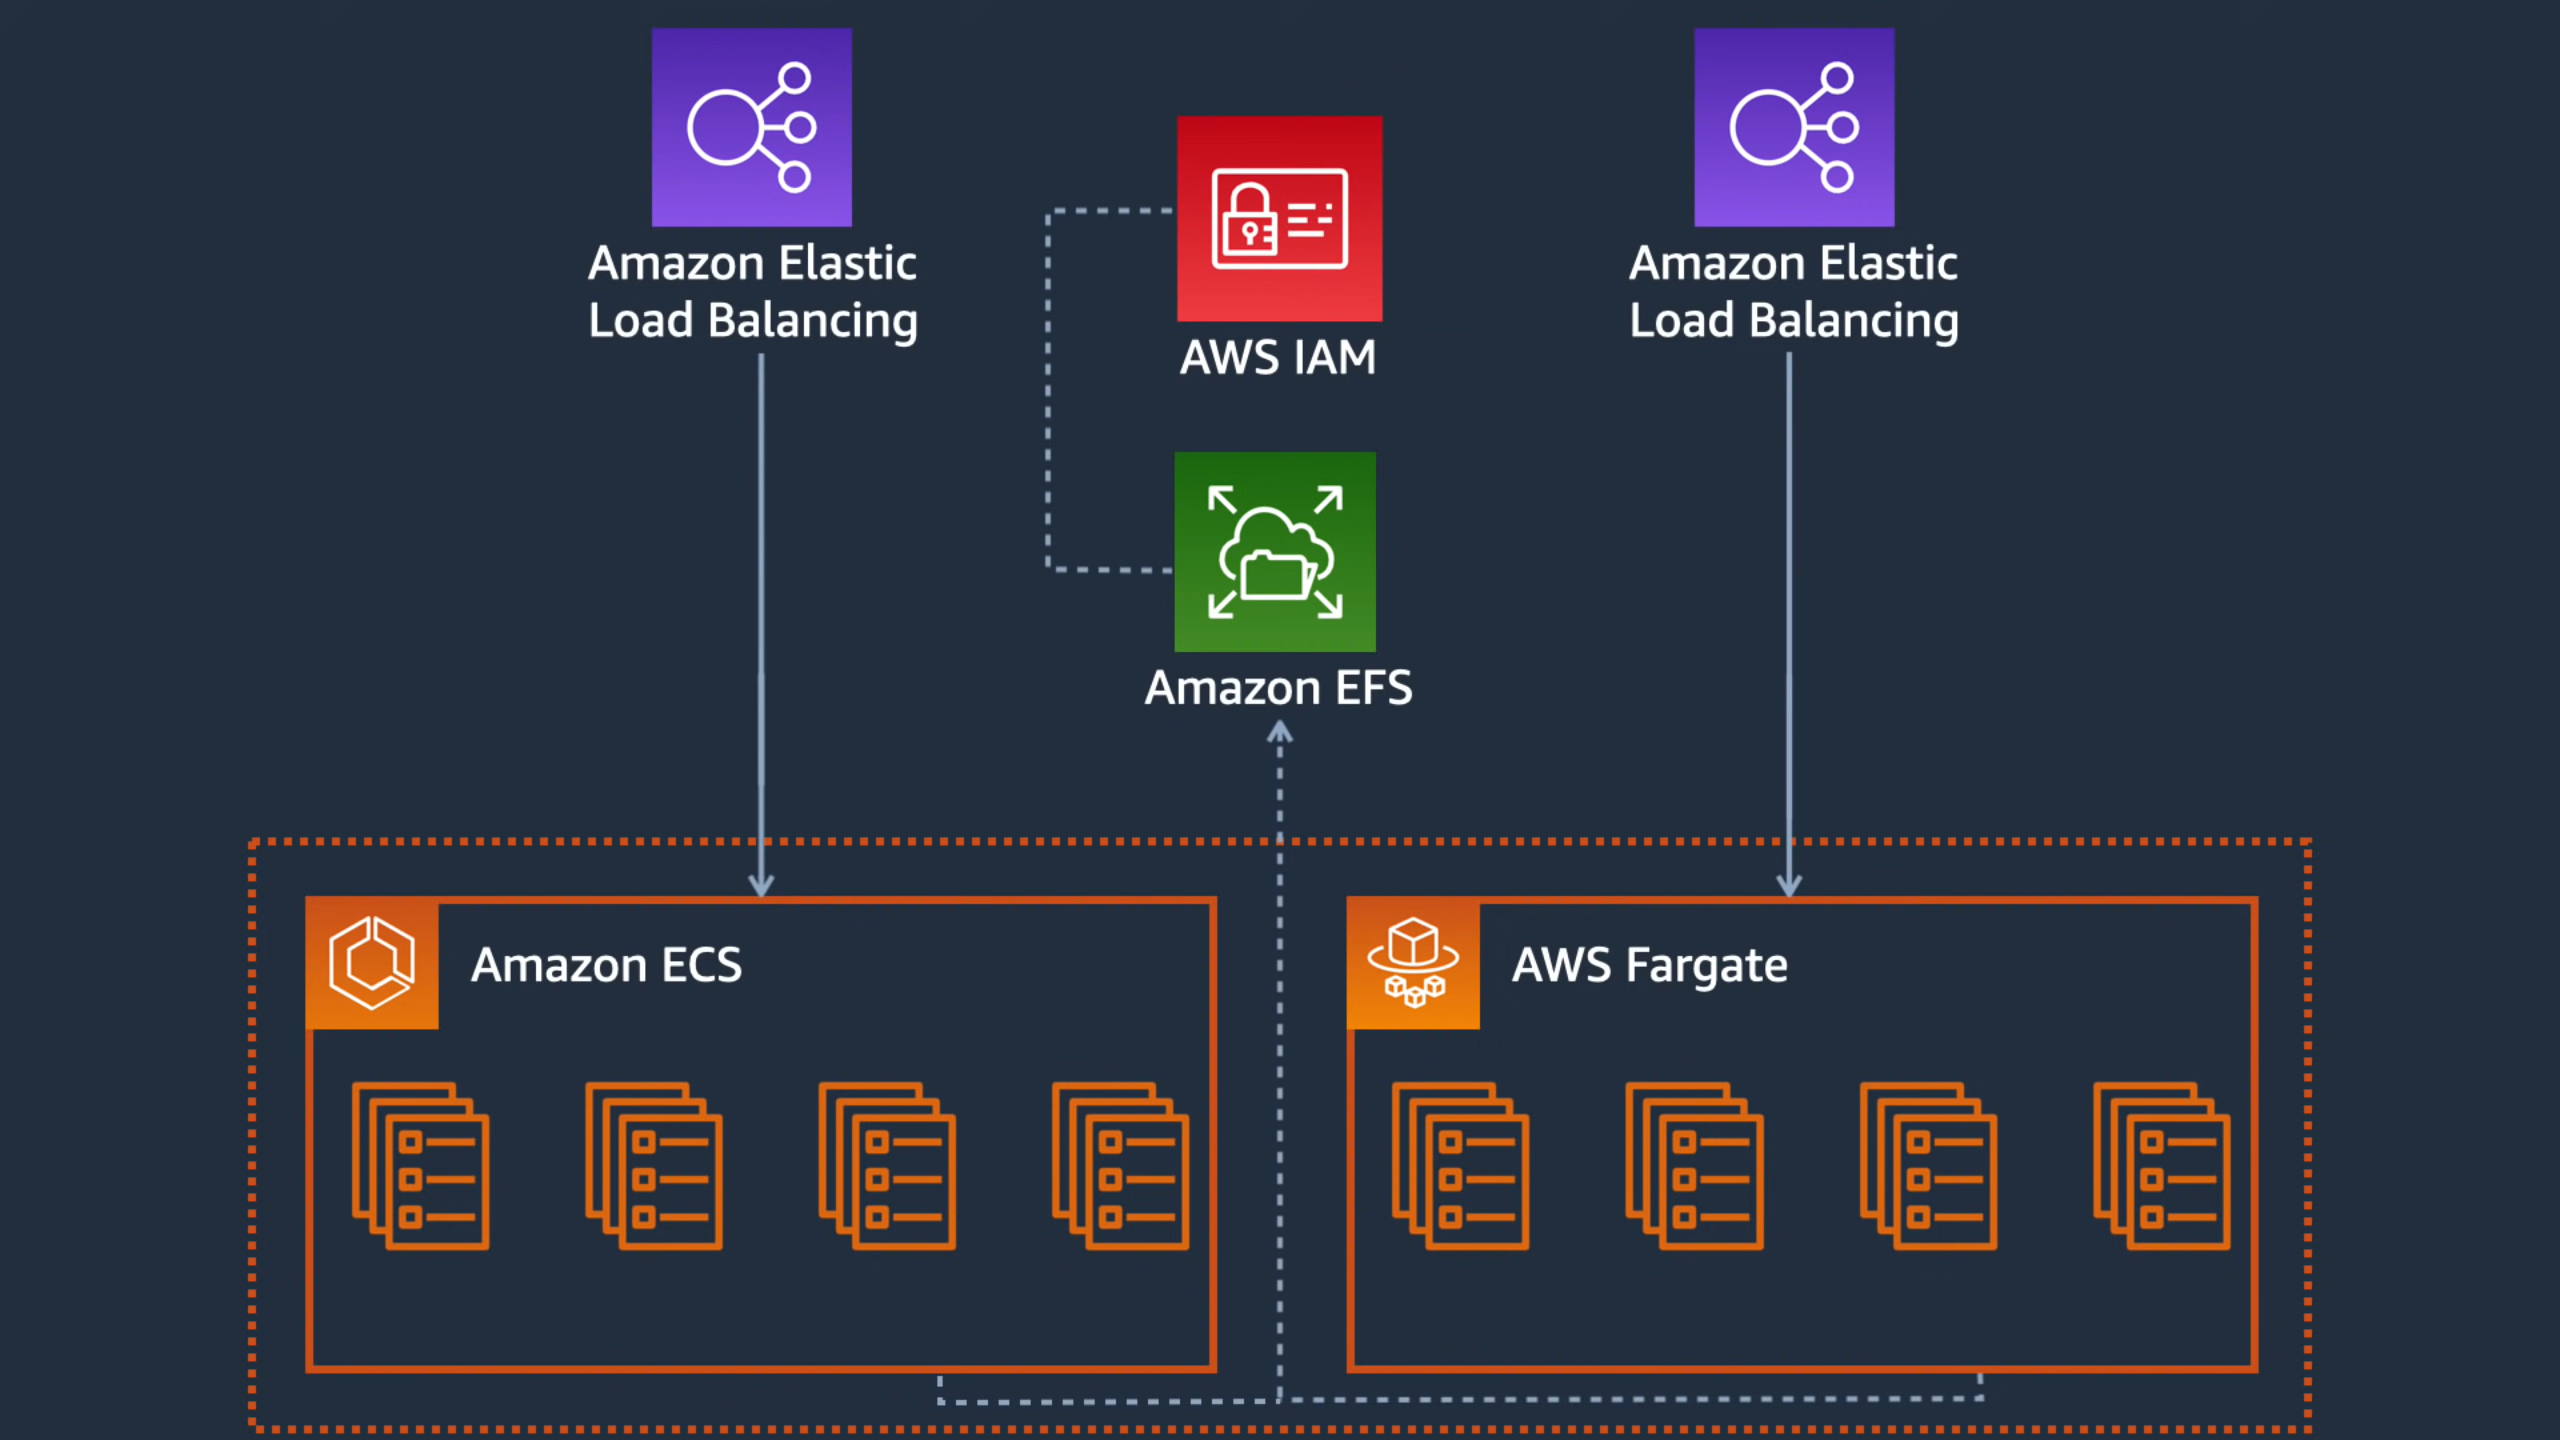 Amazon Elastic
Load Balancing
AWS IAM
Amazon Elastic
Load Balancing
Amazon EFS
Amazon ECS
AWS Fargate